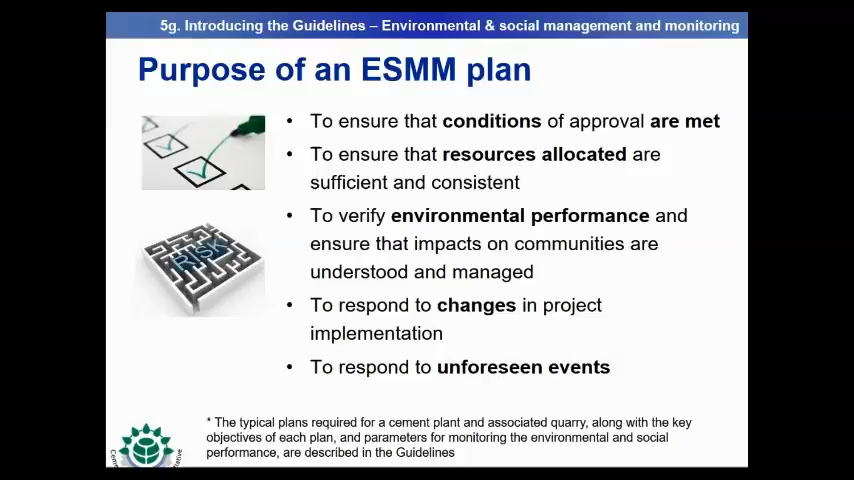 5g. Introducing the Guidelines – Environmental & social management and monitoring
Purpose of an ESMM plan
• To ensure that conditions of approval are met
• To ensure that resources allocated are
sufficient and consistent
• To verify environmental performance and
ensure that impacts on communities are
understood and managed
• To respond to changes in project
implementation
• To respond to unforeseen events
RISK
* The typical plans required for a cement plant and associated quarry, along with the key
objectives of each plan, and parameters for monitoring the environmental and social
performance, are described in the Guidelines